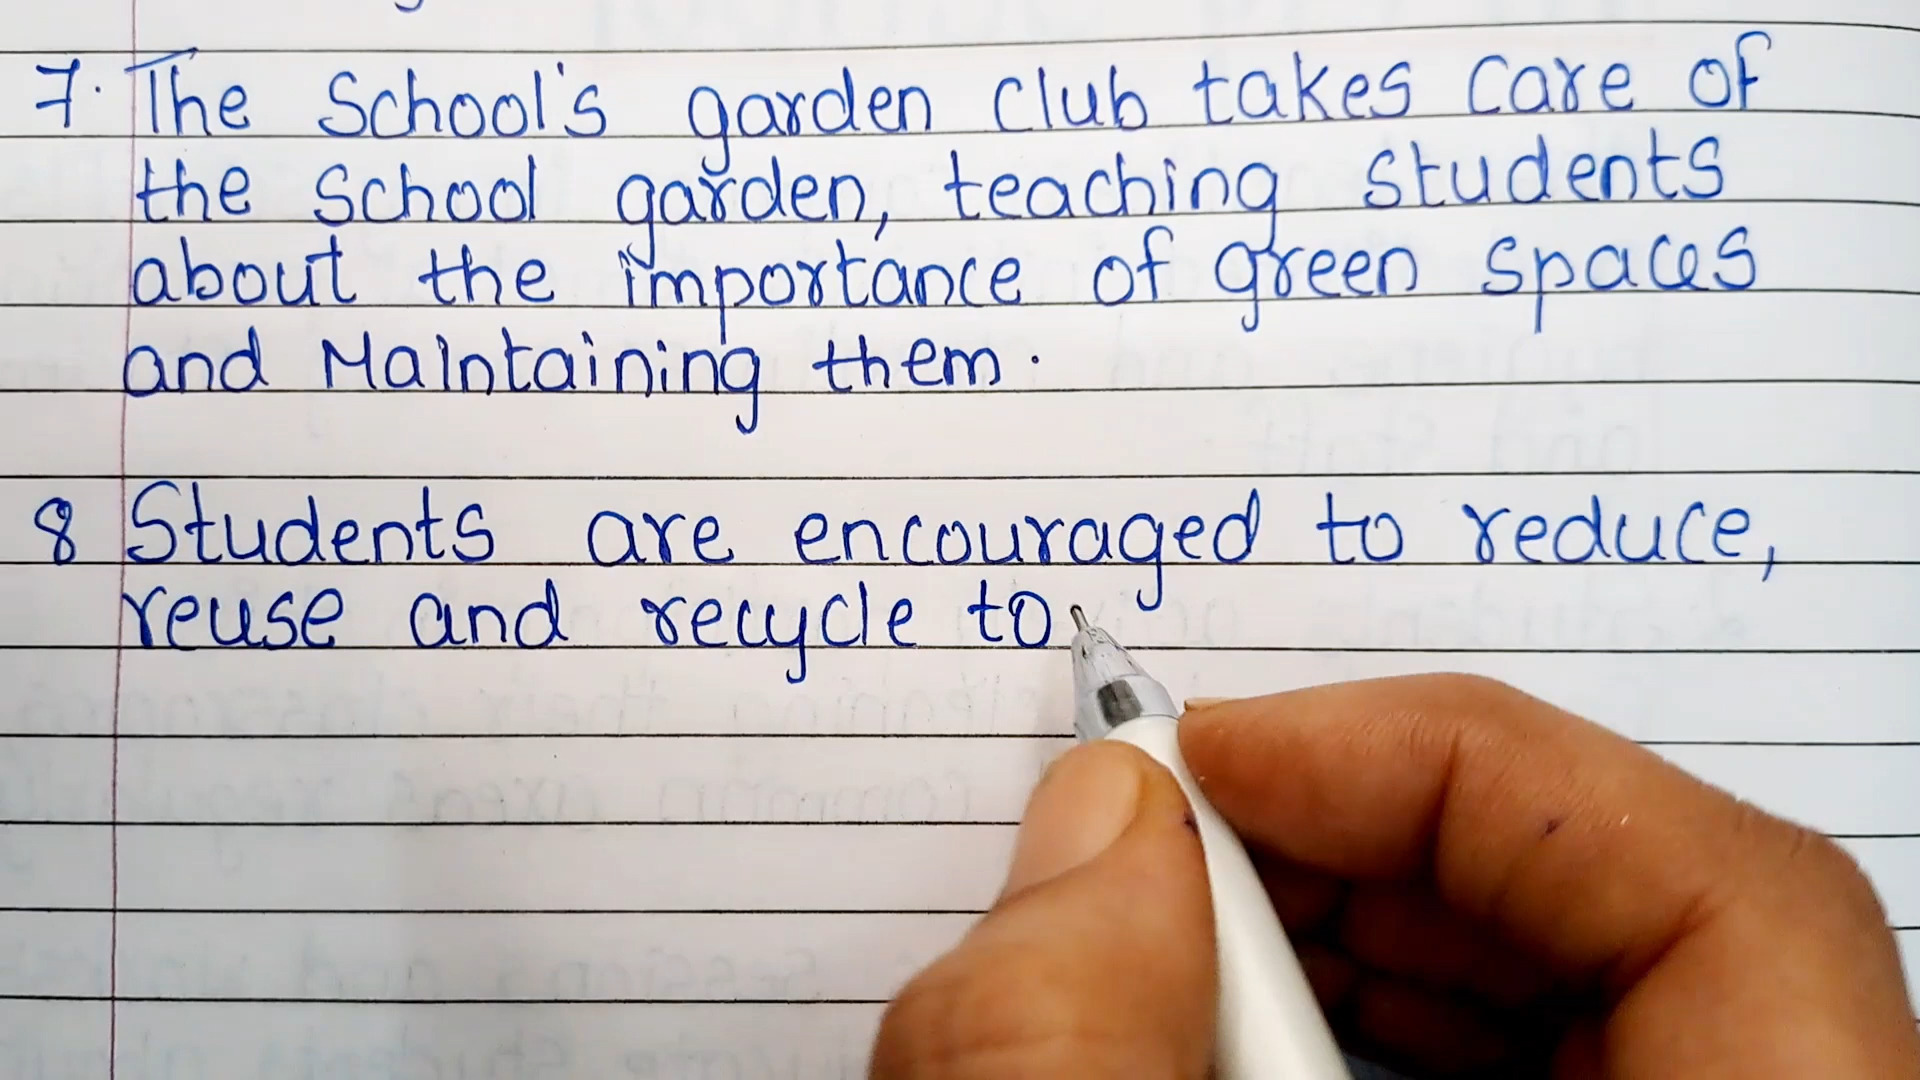 7. The School's garden club takes care of
the school garden, teaching students
about the importance of green spaces
and Maintaining them.
8 Students are encouraged to reduce,
reuse and recycle to